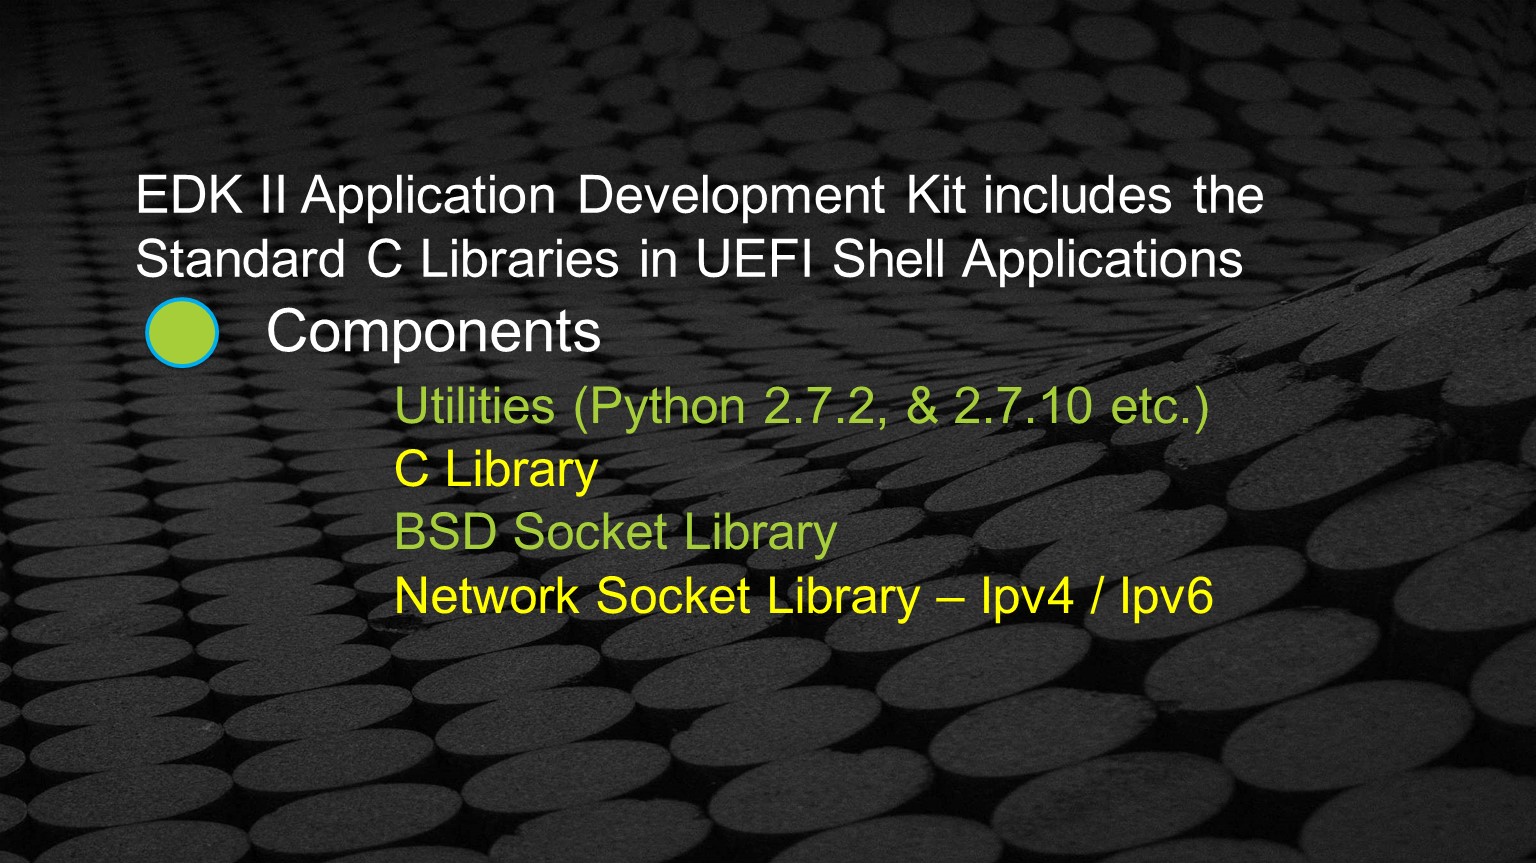 EDK II Application Development Kit includes the
Standard C Libraries in UEFI Shell Applications
Components
Utilities (Python 2.7.2, & 2.7.10 etc.)
C Library
BSD Socket Library
Network Socket Library – Ipv4 / Ipv6